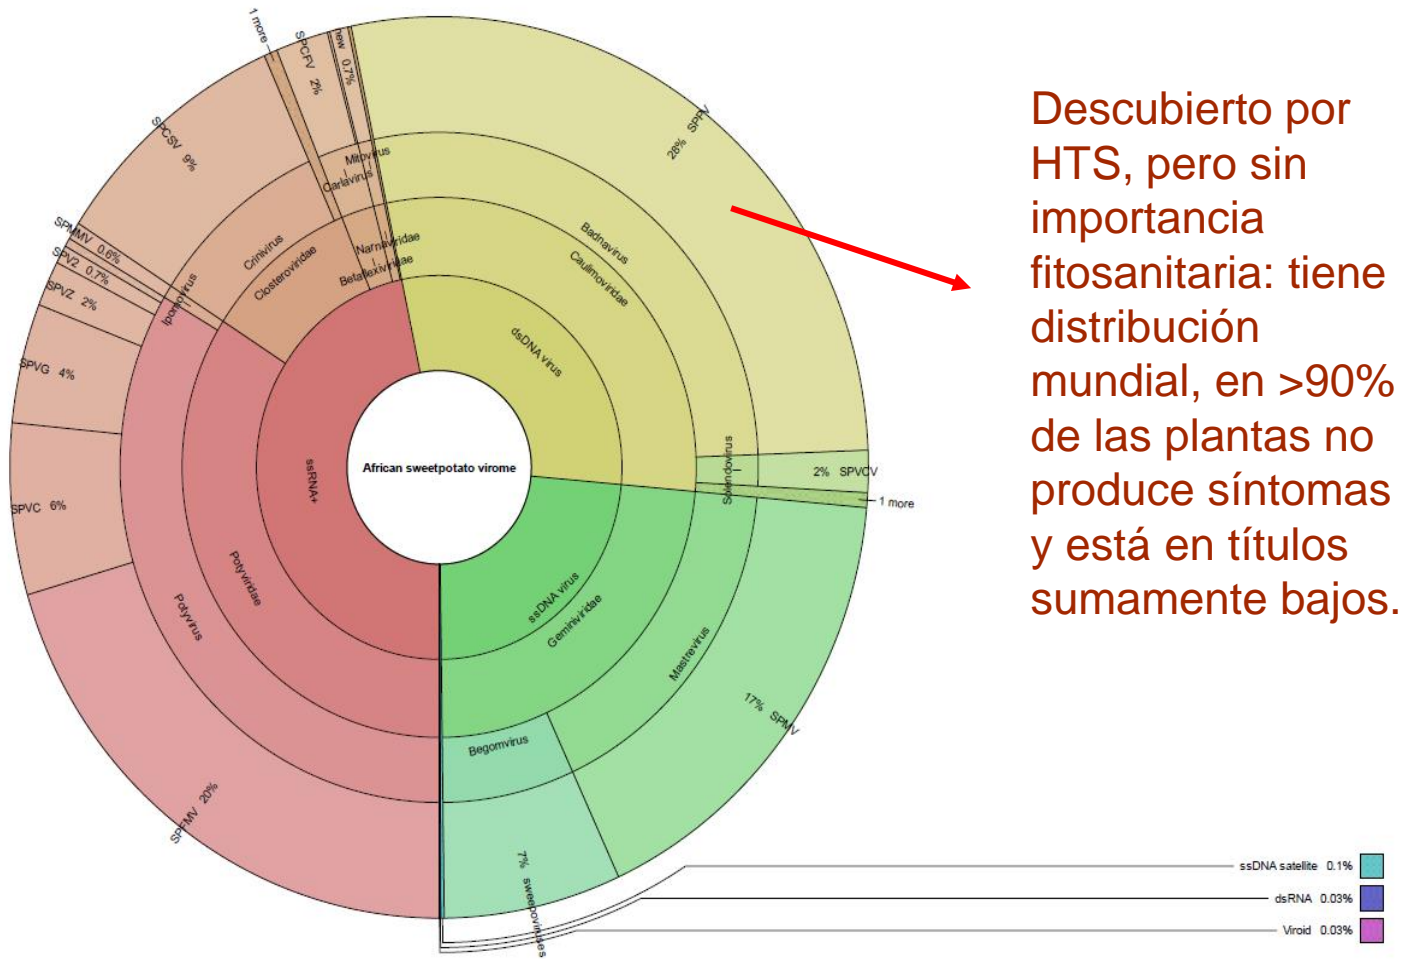 1 more
SPCFV 2%
new 0.7%
SPCSV 9%
28% SPPV
Mitovirus
Carlavirus
SPMMV 0.6%
SPV2 0.7%
SPVZ 2%
SPVG 4%
SPVC 6%
Ipomovirus
Crinivirus
Closteroviridae
Narnaviridae
Betaflexiviridae
Badnavirus
Caulimoviridae
dsDNA virus
African sweetpotato virome
ssRNA+
Solendovirus
2% SPVCV
1 more
Potyviridae
Potyvirus
ssDNA virus
Geminiviridae
Mastrevirus
17% SPMV
Begomvirus
SPFMV 20%
7% sweepoviruses
ssDNA satellite 0.1%
dsRNA 0.03%
Viroid 0.03%
Descubierto por
HTS, pero sin
importancia
fitosanitaria: tiene
distribución
mundial, en >90%
de las plantas no
produce síntomas
y está en títulos
sumamente bajos.